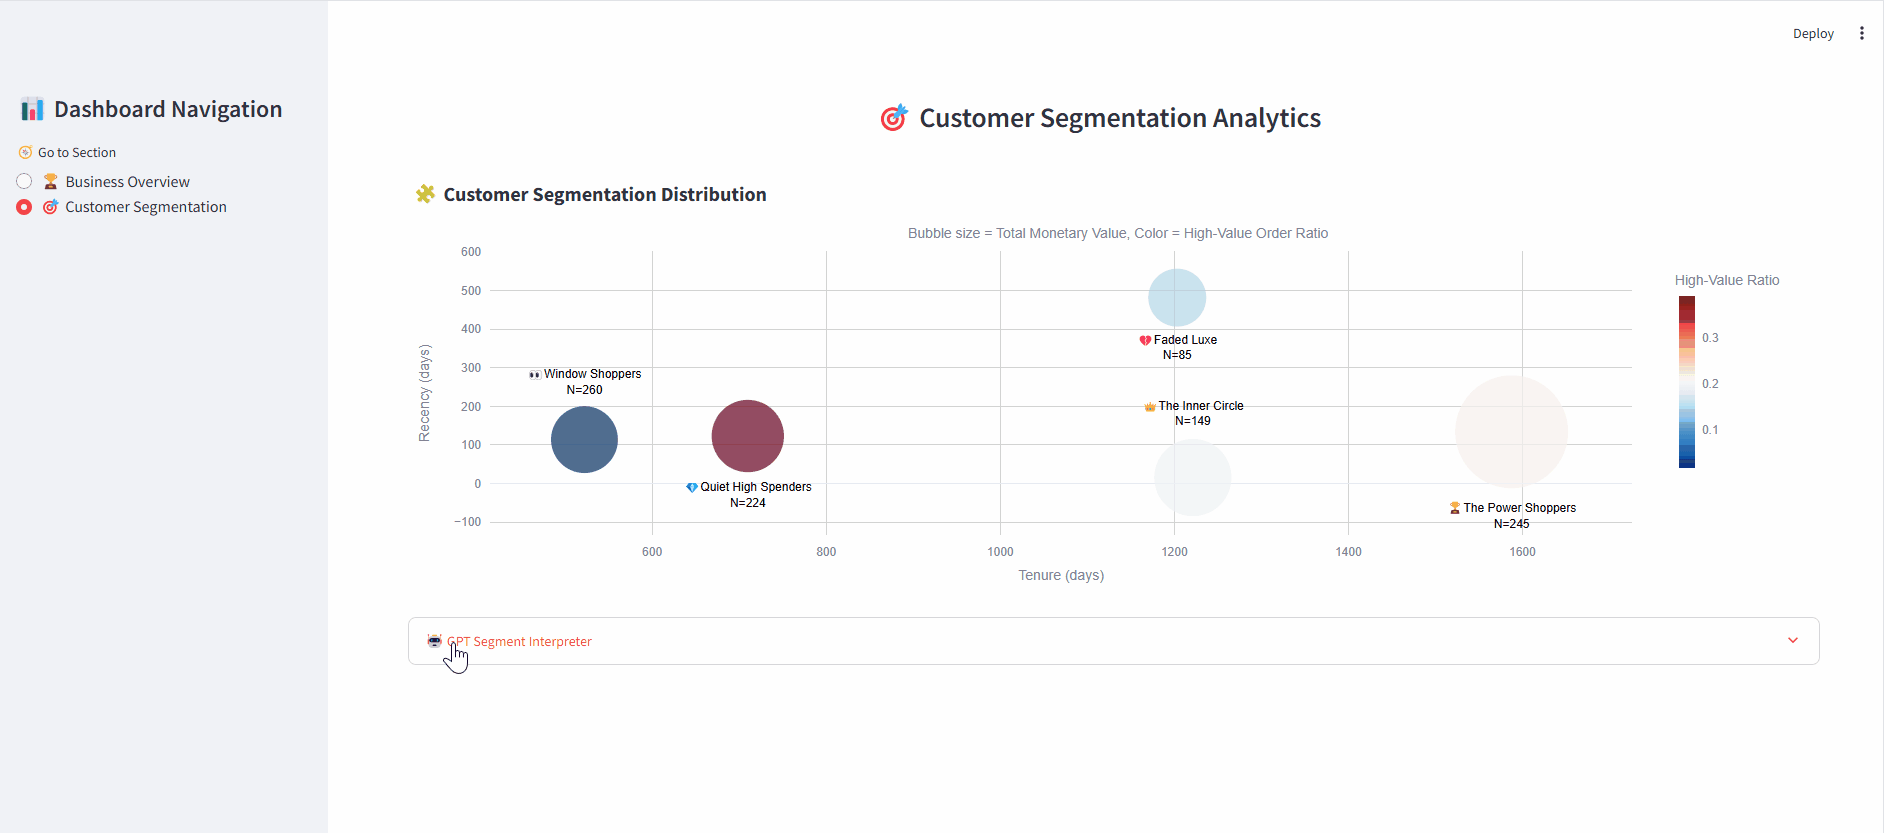 Deploy
Dashboard Navigation
Go to Section
Business Overview
Customer Segmentation
Customer Segmentation Analytics
Customer Segmentation Distribution
Bubble size = Total Monetary Value, Color = High-Value Order Ratio
600
500
400
300
200
100
0
−100
Recency (days)
Window Shoppers
N=260
Quiet High Spenders
N=224
Faded Luxe
N=85
The Inner Circle
N=149
The Power Shoppers
N=245
600
800
1000
1200
1400
1600
Tenure (days)
High-Value Ratio
0.3
0.2
0.1
GPT Segment Interpreter